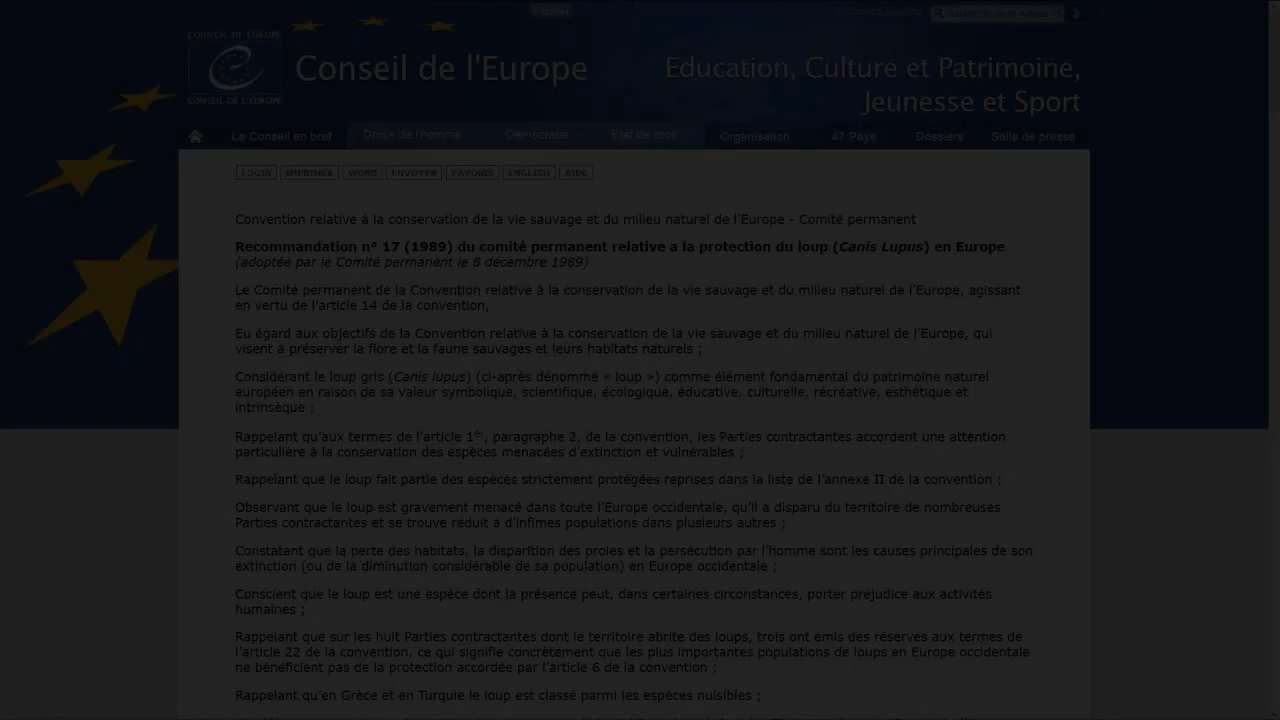 COUNCIL OF EUROPE
CONSEIL DE L'EUROPE
Conseil de l'Europe
Education, Culture et Patrimoine,
Jeunesse et Sport
Le Conseil en bref
Droits de l'homme
Démocratie
Etat de droit
Organisation
47 Pays
Dossiers
Salle de presse
LOGIN IMPRIMER WORD ENVOYER FAVORIS ENGLISH AIDE
Convention relative à la conservation de la vie sauvage et du milieu naturel de l'Europe - Comité permanent
Recommandation n° 17 (1989) du comité permanent relative a la protection du loup (Canis Lupus) en Europe
(adoptée par le Comité permanent le 8 décembre 1989)
Le Comité permanent de la Convention relative à la conservation de la vie sauvage et du milieu naturel de l'Europe, agissant
en vertu de l'article 14 de la convention,
Eu égard aux objectifs de la Convention relative à la conservation de la vie sauvage et du milieu naturel de l'Europe, qui
visent à préserver la flore et la faune sauvages et leurs habitats naturels ;
Considérant le loup gris (Canis lupus) (ci-après dénommé « loup ») comme élément fondamental du patrimoine naturel
européen en raison de sa valeur symbolique, scientifique, écologique, éducative, culturelle, récréative, esthétique et
intrinsèque ;
Rappelant qu'aux termes de l'article 1er, paragraphe 2, de la convention, les Parties contractantes accordent une attention
particulière à la conservation des espèces menacées d'extinction et vulnérables ;
Rappelant que le loup fait partie des espèces strictement protégées reprises dans la liste de l'annexe II de la convention ;
Observant que le loup est gravement menacé dans toute l'Europe occidentale, qu'il a disparu du territoire de nombreuses
Parties contractantes et se trouve réduit a d'infimes populations dans plusieurs autres ;
Constatant que la perte des habitats, la disparition des proies et la persécution par l'homme sont les causes principales de son
extinction (ou de la diminution considérable de sa population) en Europe occidentale ;
Conscient que le loup est une espèce dont la présence peut, dans certaines circonstances, porter préjudice aux activités
humaines ;
Rappelant que sur les huit Parties contractantes dont le territoire abrite des loups, trois ont émis des réserves aux termes de
l'article 22 de la convention, ce qui signifie concrètement que les plus importantes populations de loups en Europe occidentale
ne bénéficient pas de la protection accordée par l'article 6 de la convention ;
Rappelant qu'en Grèce et en Turquie le loup est classé parmi les espèces nuisibles ;